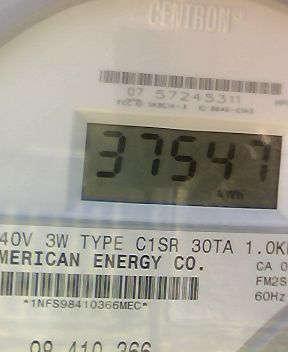 CENTRON
07 57245311
37547
kWh
40V 3W TYPE C1SR 30TA 1.0K
MERICAN ENERGY CO.
CA 0
FM2S
60Hz
*1NFS98410366MEC*
98 410 366